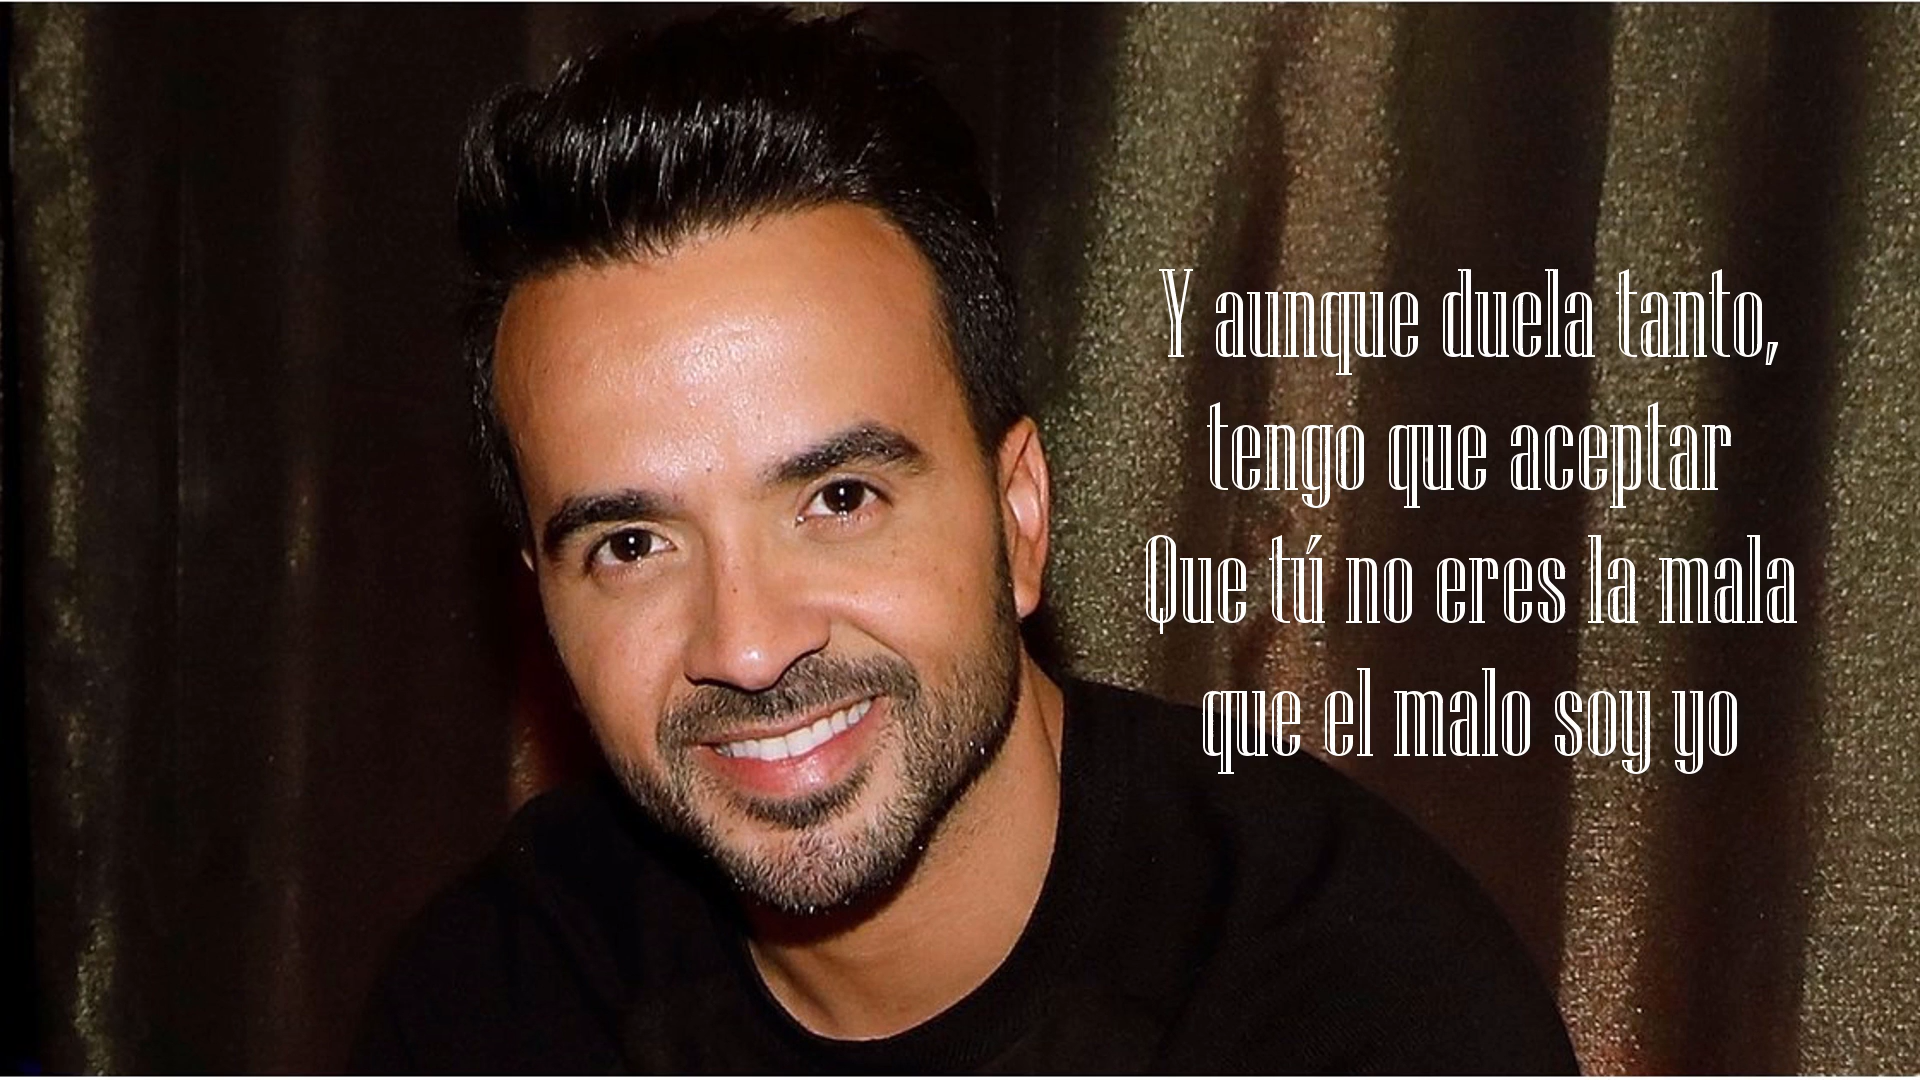 Y aunque duela tanto,
tengo que aceptar
Que tú no eres la mala
que el malo soy yo